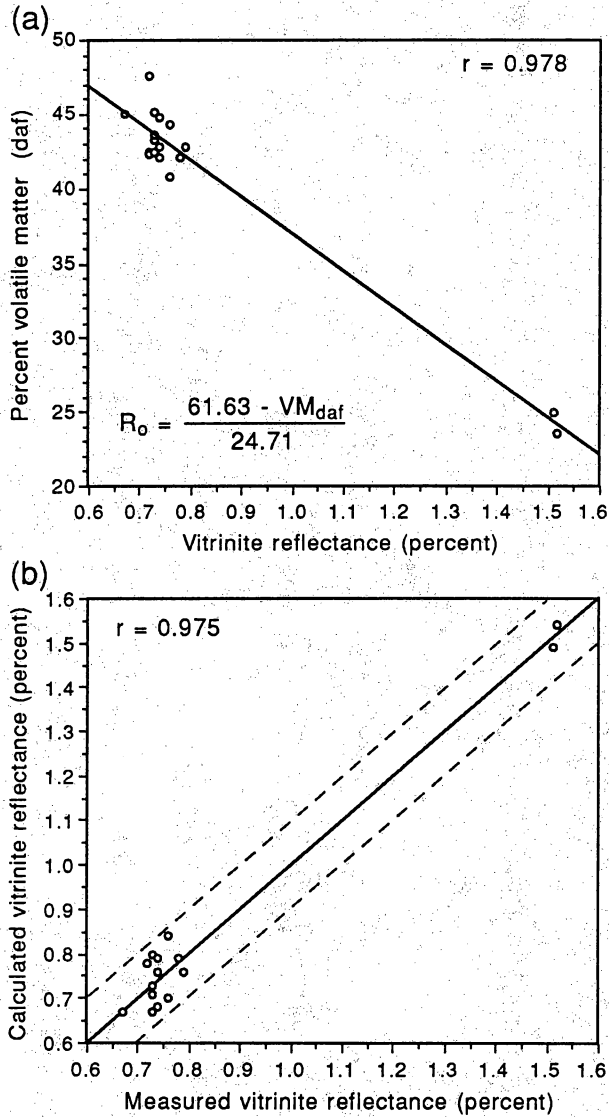 (a)
50
45
40
35
30
25
20
Percent volatile matter (daf)
r = 0.978
R₀ = 61.63 - VMdaf
24.71
0.6 0.7 0.8 0.9 1.0 1.1 1.2 1.3 1.4 1.5 1.6
Vitrinite reflectance (percent)
(b)
1.6
1.5
1.4
1.3
1.2
1.1
1.0
0.9
0.8
0.7
0.6
Calculated vitrinite reflectance (percent)
r = 0.975
0.6 0.7 0.8 0.9 1.0 1.1 1.2 1.3 1.4 1.5 1.6
Measured vitrinite reflectance (percent)